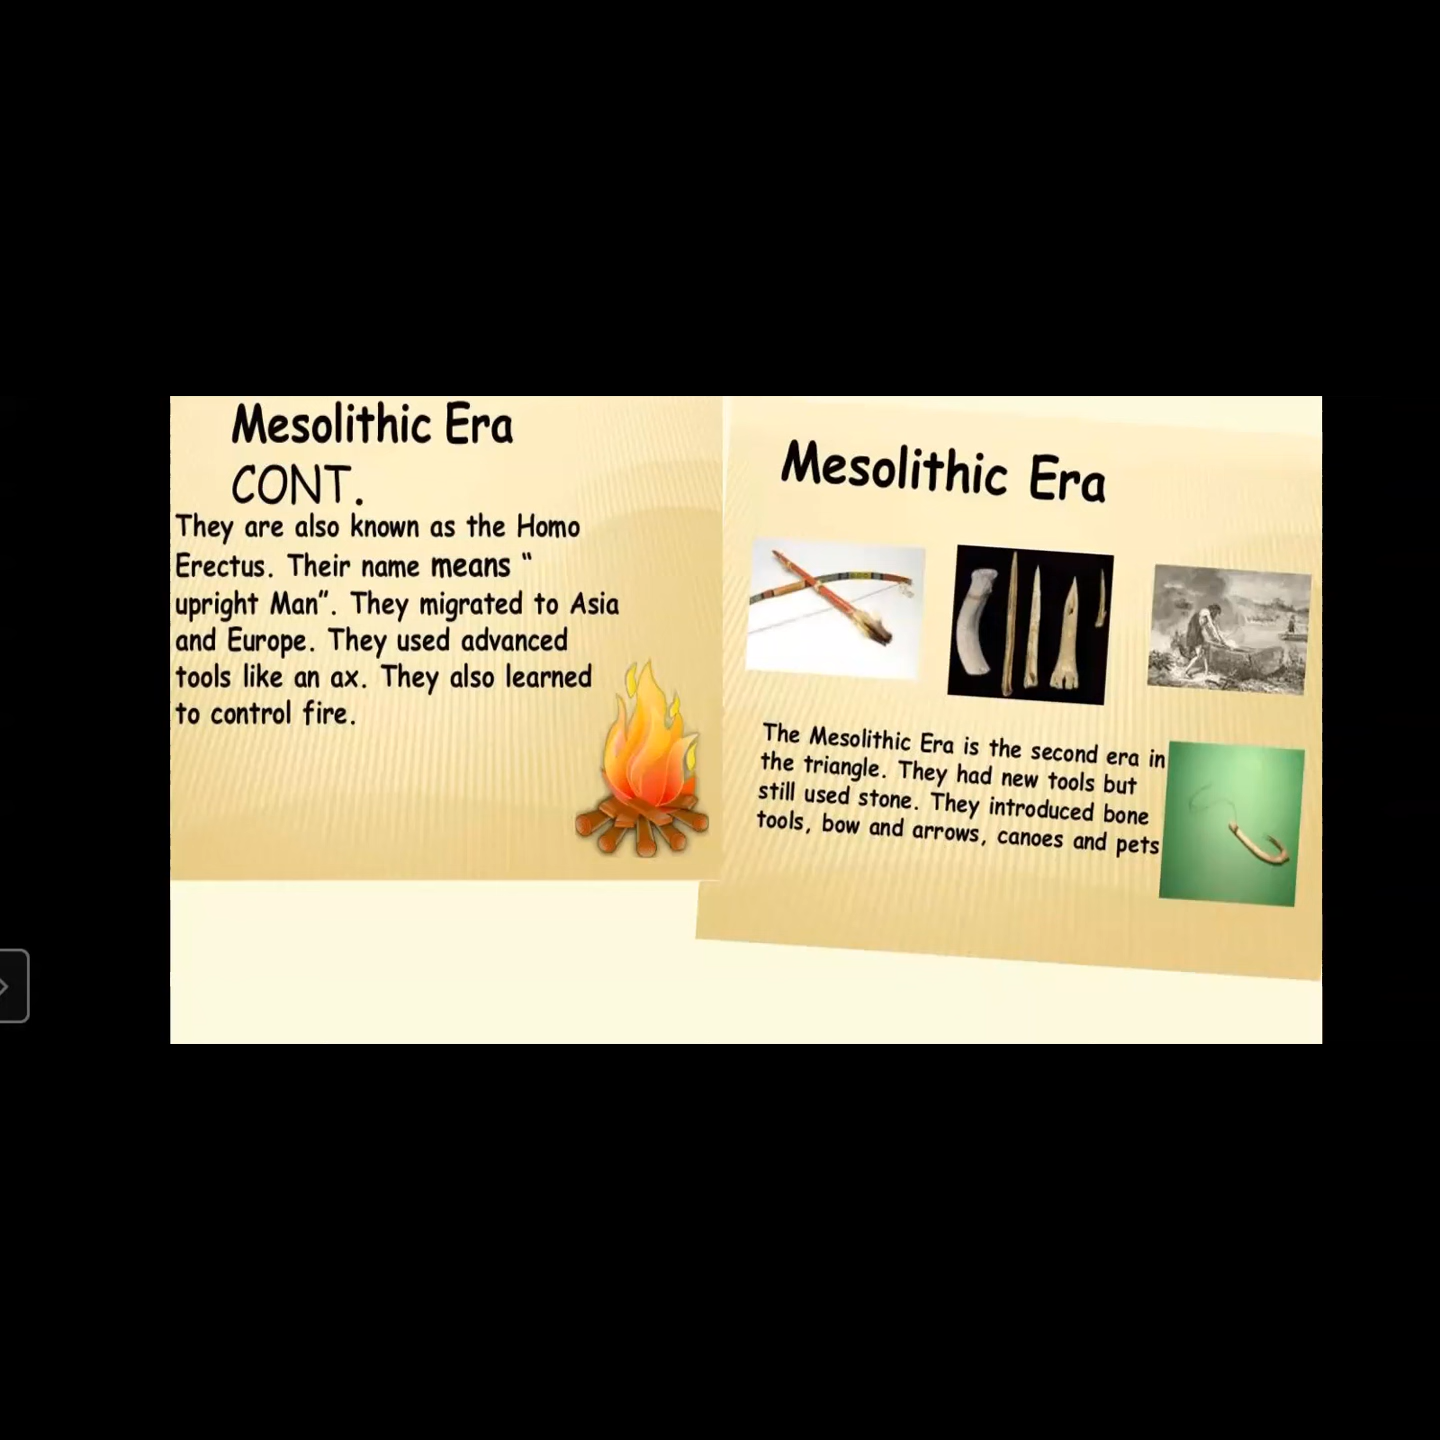 Mesolithic Era
CONT.
They are also known as the Homo
Erectus. Their name means “
upright Man”. They migrated to Asia
and Europe. They used advanced
tools like an ax. They also learned
to control fire.
Mesolithic Era
The Mesolithic Era is the second era in
the triangle. They had new tools but
still used stone. They introduced bone
tools, bow and arrows, canoes and pets